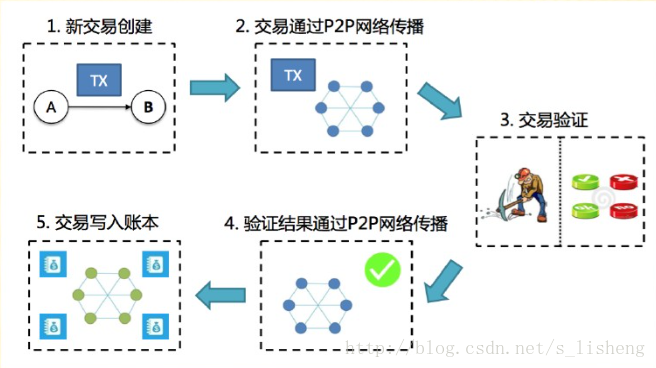 1. 新交易创建
TX
A
B
2. 交易通过P2P网络传播
TX
3. 交易验证
4. 验证结果通过P2P网络传播
5. 交易写入账本
http://blog.csdn.net/s_lisheng